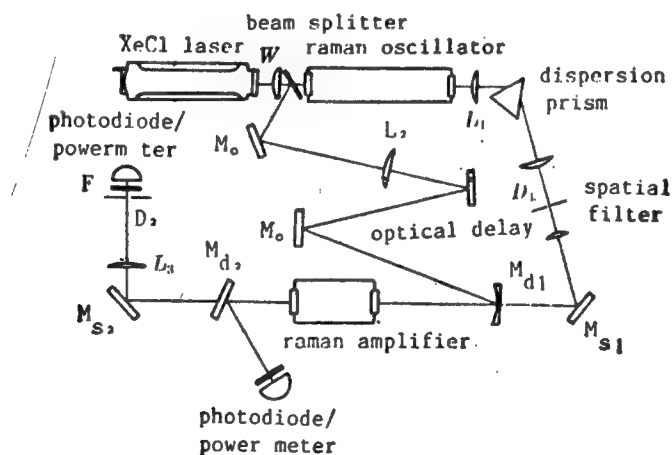 beam splitter
XeCl laser W raman oscillator
dispersion
prism
L₁
photodiode/
powerm ter
M₀
L₂
F
D₁
spatial
filter
D₂
M₀
optical delay
L₃
M_d₂
M_d1
M_s₂
M_s1
raman amplifier
photodiode/
power meter